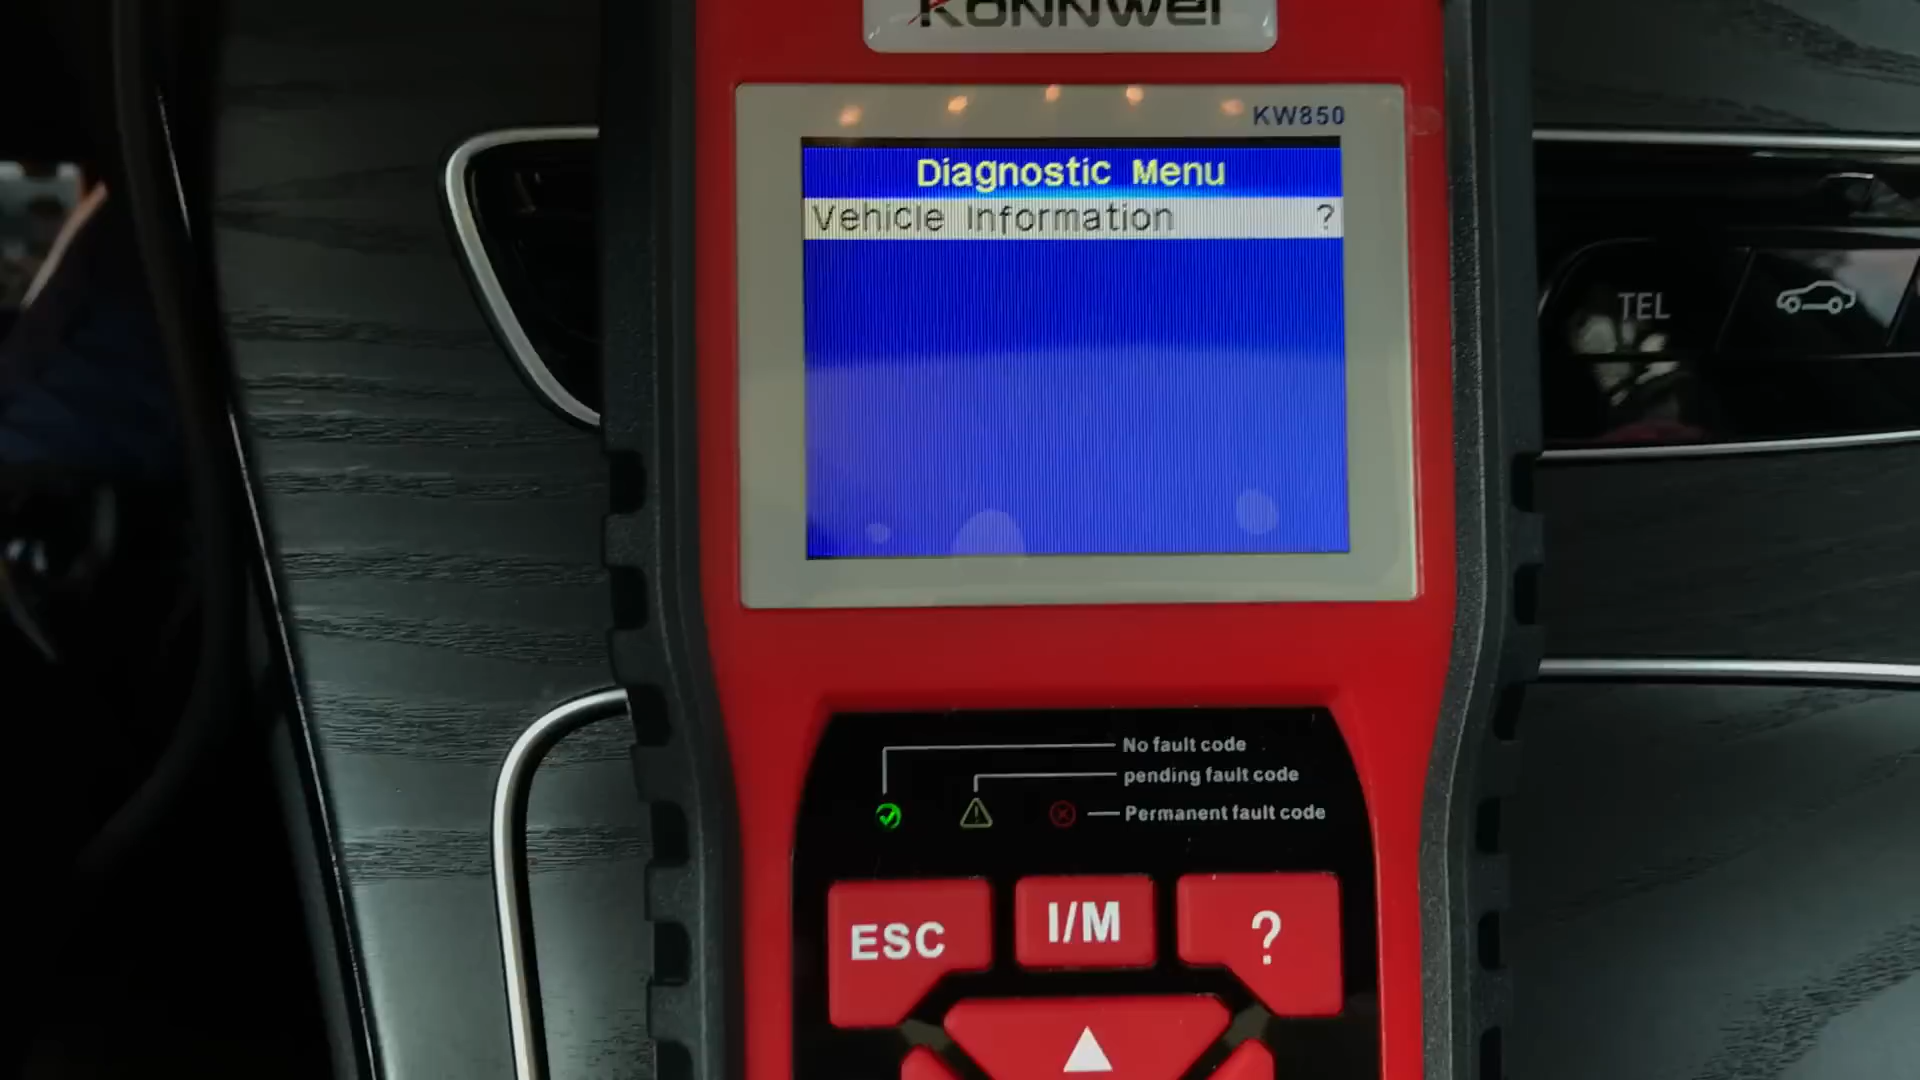 KONNWEI
KW850
Diagnostic Menu
Vehicle Information ?
TEL
No fault code
pending fault code
Permanent fault code
ESC
I/M
?